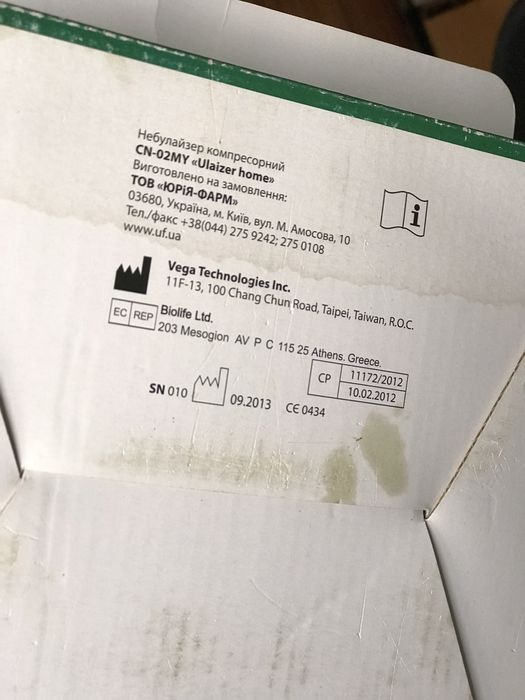 Небулайзер компресорний
CN-02MY «Ulaizer home»
Виготовлено на замовлення:
ТОВ «ЮРіЯ-ФАРМ»
03680, Україна, м. Київ, вул. М. Амосова, 10
Тел./факс +38(044) 275 9242; 275 0108
www.uf.ua
i
Vega Technologies Inc.
11F-13, 100 Chang Chun Road, Taipei, Taiwan, R.O.C.
EC REP Biolife Ltd.
203 Mesogion AV P C 115 25 Athens. Greece.
CP 11172/2012
10.02.2012
SN 010 09.2013 CE 0434